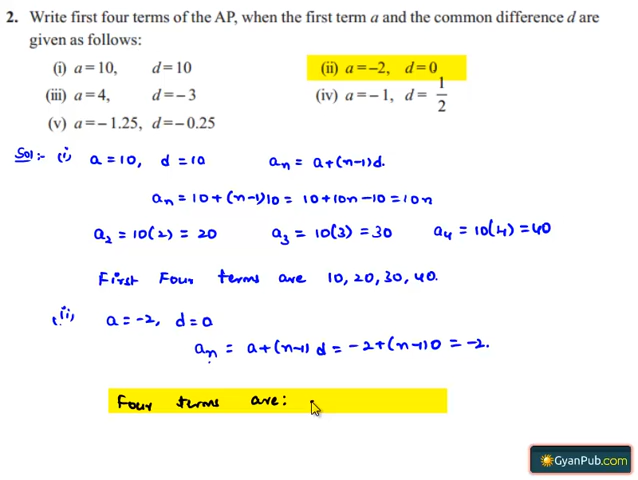 2. Write first four terms of the AP, when the first term a and the common difference d are
given as follows:
(i) a = 10, d = 10 (ii) a = –2, d = 0
(iii) a = 4, d = – 3 (iv) a = – 1, d = 1/2
(v) a = – 1.25, d = – 0.25
Sol:- (i) a = 10, d = 10 an = a+(n-1)d.
an = 10+(n-1)10 = 10+10n-10 = 10n
a2 = 10(2) = 20 a3 = 10(3) = 30 a4 = 10(4) = 40
First Four terms are 10, 20, 30, 40.
(ii) a = -2, d = 0
an = a+(n-1)d = -2+(n-1)0 = -2.
Four terms are:
GyanPub.com